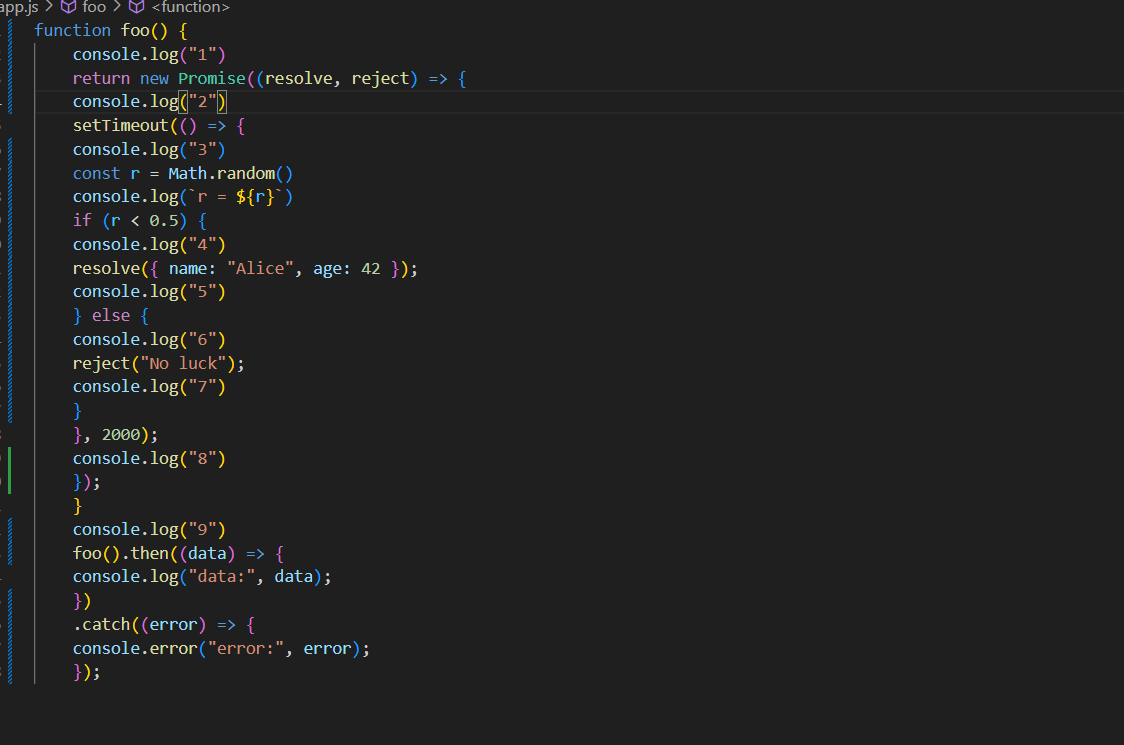 app.js > foo > <function>
function foo() {
console.log("1")
return new Promise((resolve, reject) => {
console.log("2")
setTimeout(() => {
console.log("3")
const r = Math.random()
console.log(`r = ${r}`)
if (r < 0.5) {
console.log("4")
resolve({ name: "Alice", age: 42 });
console.log("5")
} else {
console.log("6")
reject("No luck");
console.log("7")
}
}, 2000);
console.log("8")
});
}
console.log("9")
foo().then((data) => {
console.log("data:", data);
})
.catch((error) => {
console.error("error:", error);
});